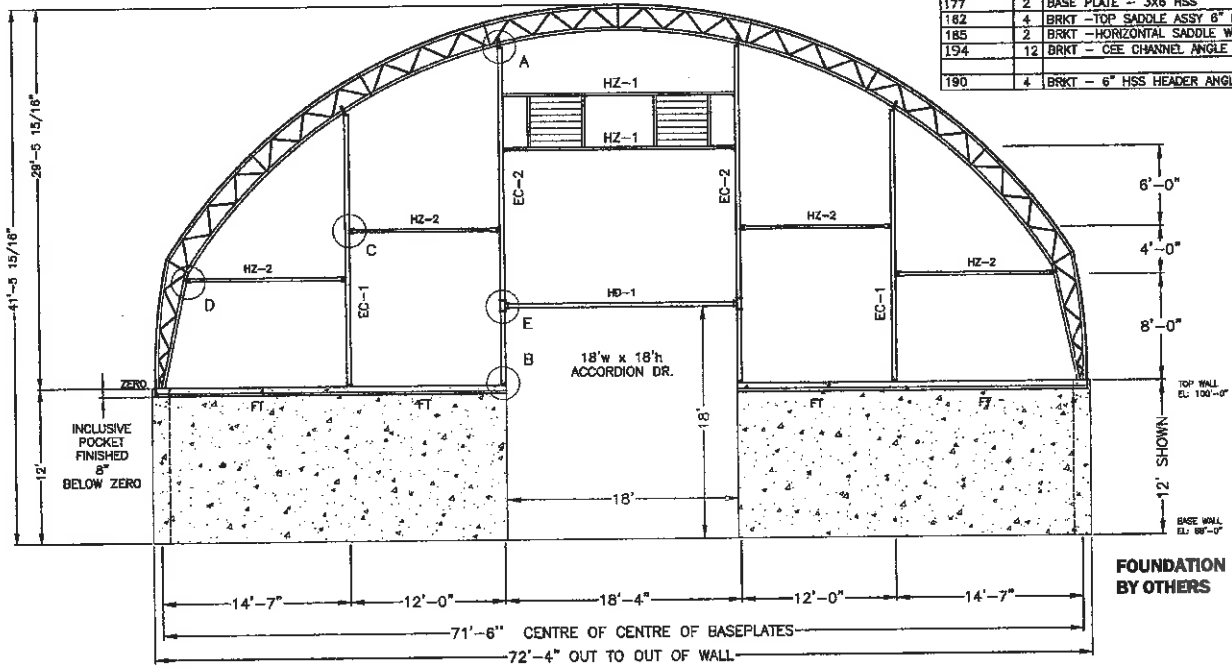 177 2 BASE PLATE - 3X6 HSS
182 4 BRKT -TOP SADDLE ASSY 6"
185 2 BRKT -HORIZONTAL SADDLE W
194 12 BRKT - CEE CHANNEL ANGLE
190 4 BRKT - 6" HSS HEADER ANGL
A
HZ-1
HZ-1
29'-5 15/16"
41'-5 15/16"
EC-2
EC-2
6'-0"
HZ-2
HZ-2
C
4'-0"
HZ-2
HZ-2
D
EC-1
EC-1
HD-1
E
8'-0"
B
18'w x 18'h
ACCORDION DR.
ZERO
FT
FT
FT
FT
TOP WALL
EL: 100'-0"
INCLUSIVE
POCKET
FINISHED
8"
BELOW ZERO
12'
18'
12' SHOWN
18'
BASE WALL
EL: 88'-0"
FOUNDATION
BY OTHERS
14'-7"
12'-0"
18'-4"
12'-0"
14'-7"
71'-6" CENTRE OF CENTRE OF BASEPLATES
72'-4" OUT TO OUT OF WALL